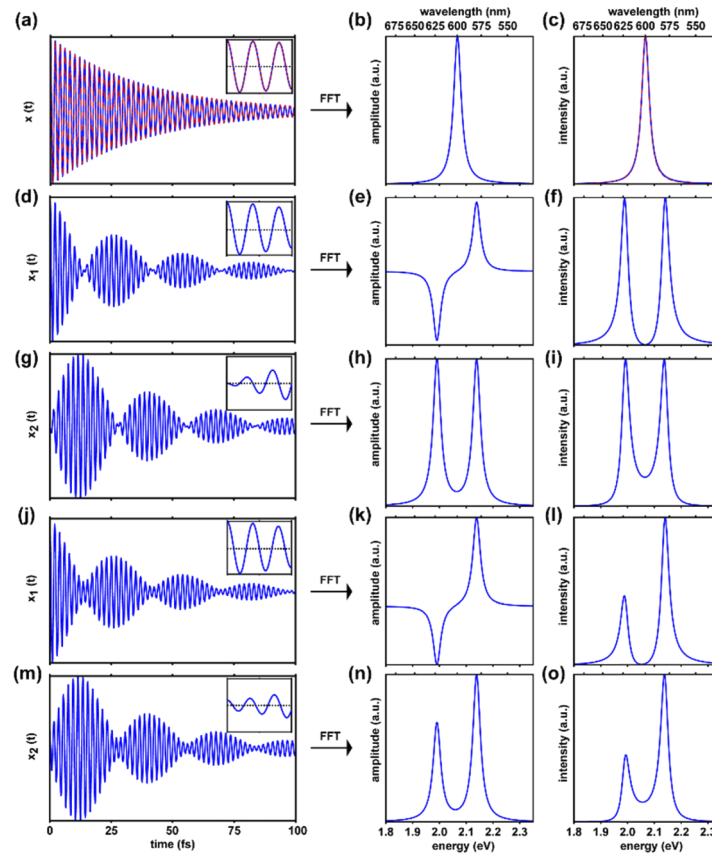 wavelength (nm)
wavelength (nm)
675 650 625 600 575 550
675 650 625 600 575 550
(a)
x (t)
FFT
(b)
amplitude (a.u.)
(c)
intensity (a.u.)
(d)
x1 (t)
FFT
(e)
amplitude (a.u.)
(f)
intensity (a.u.)
(g)
x2 (t)
FFT
(h)
amplitude (a.u.)
(i)
intensity (a.u.)
(j)
x1 (t)
FFT
(k)
amplitude (a.u.)
(l)
intensity (a.u.)
(m)
x2 (t)
FFT
(n)
amplitude (a.u.)
(o)
intensity (a.u.)
0 25 50 75 100
1.8 1.9 2.0 2.1 2.2 2.3
1.8 1.9 2.0 2.1 2.2 2.3
time (fs)
energy (eV)
energy (eV)